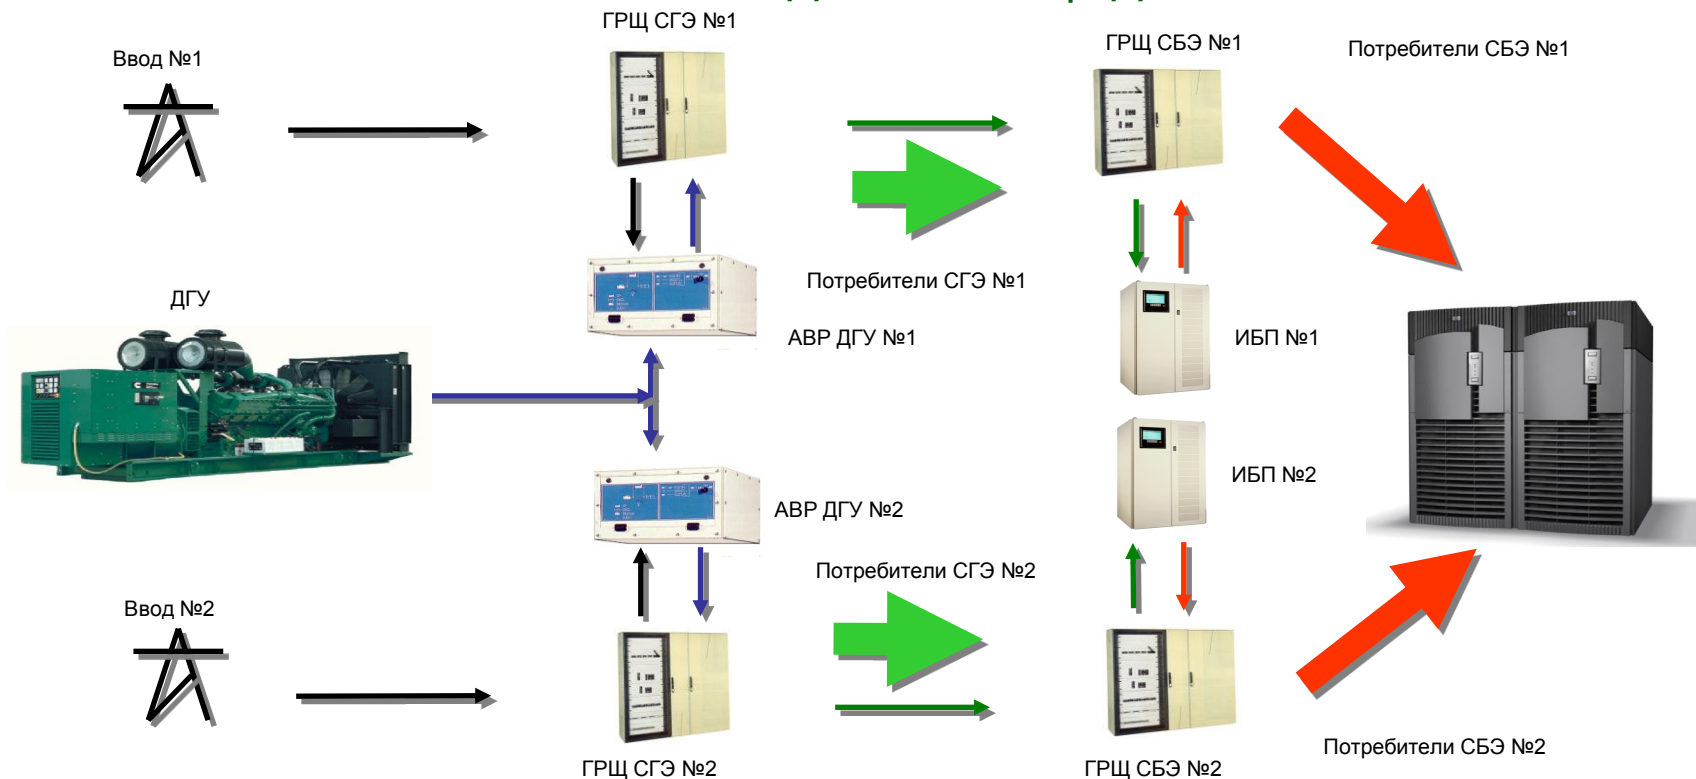 ГРЩ СГЭ №1
ГРЩ СБЭ №1
Потребители СБЭ №1
Ввод №1
Потребители СГЭ №1
ДГУ
АВР ДГУ №1
ИБП №1
ИБП №2
АВР ДГУ №2
Потребители СГЭ №2
Ввод №2
Потребители СБЭ №2
ГРЩ СГЭ №2
ГРЩ СБЭ №2